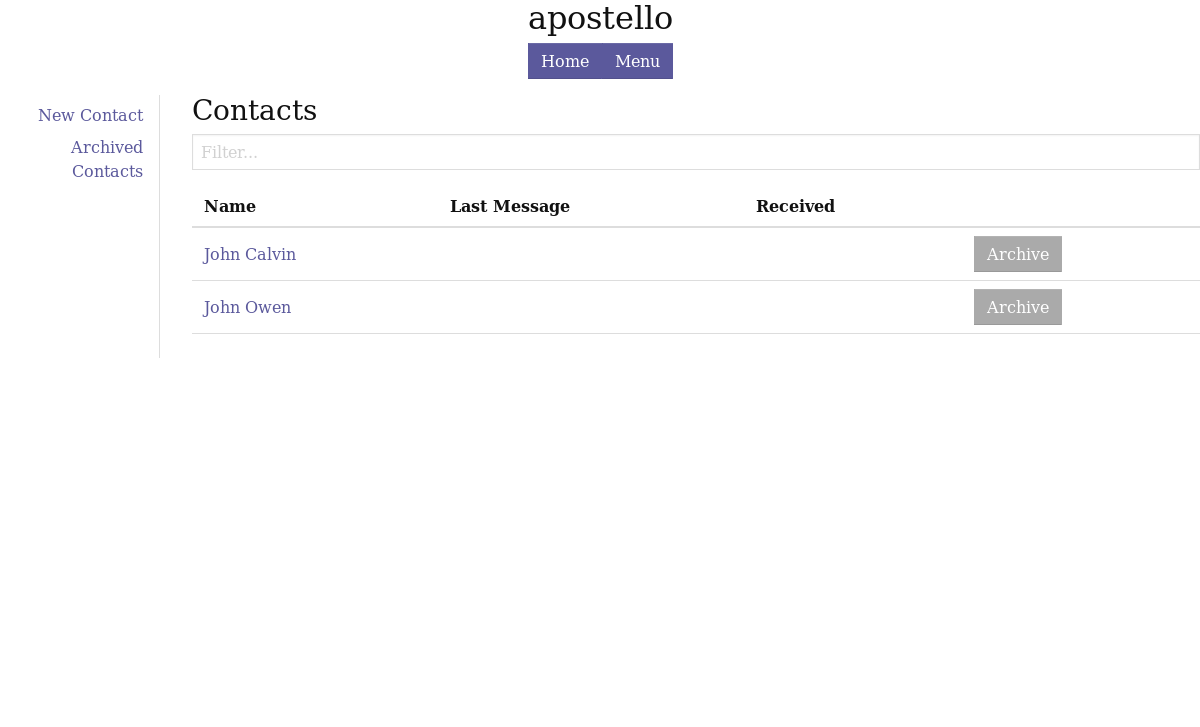 apostello
Home Menu
New Contact
Archived
Contacts
Contacts
Filter...
Name Last Message Received
John Calvin Archive
John Owen Archive